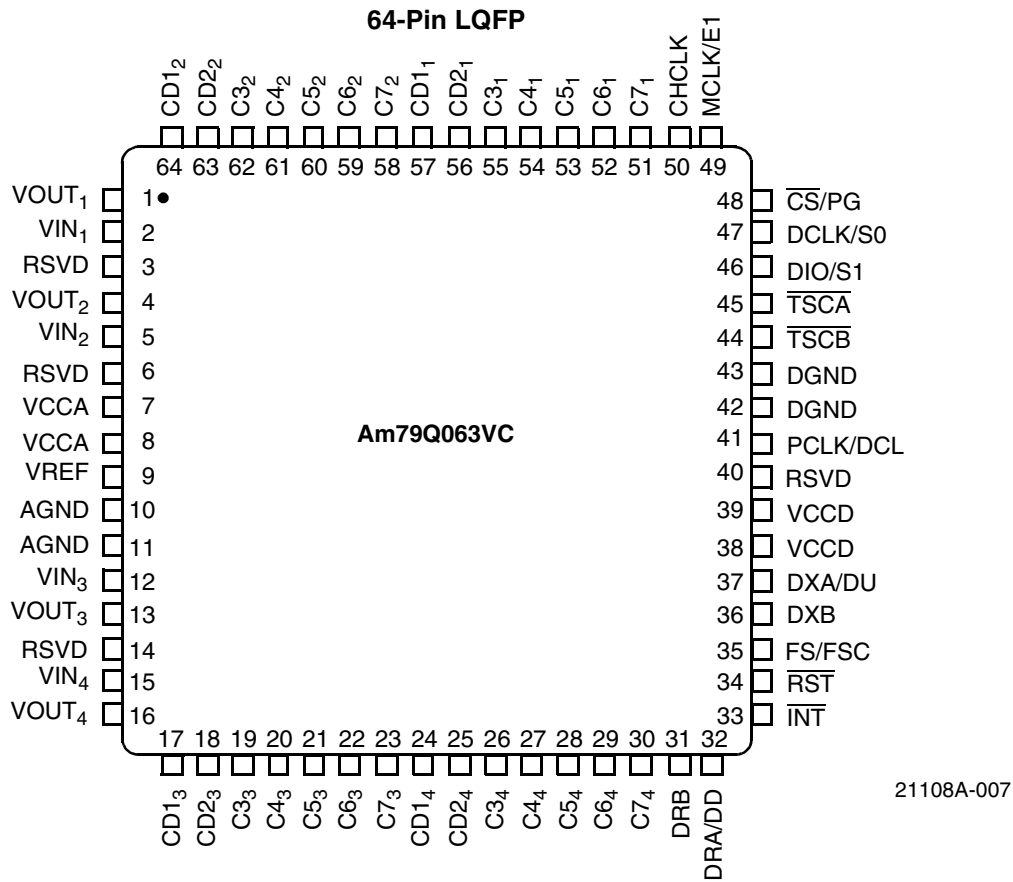 64-Pin LQFP
CD1₂ CD2₂ C3₂ C4₂ C5₂ C6₂ C7₂ CD1₁ CD2₁ C3₁ C4₁ C5₁ C6₁ C7₁ CHCLK MCLK/E1
64 63 62 61 60 59 58 57 56 55 54 53 52 51 50 49
VOUT₁ 1 48 C̅S̅/PG
VIN₁ 2 47 DCLK/S0
RSVD 3 46 DIO/S1
VOUT₂ 4 45 T̅S̅C̅A̅
VIN₂ 5 44 T̅S̅C̅B̅
RSVD 6 43 DGND
VCCA 7 42 DGND
VCCA 8 41 PCLK/DCL
Am79Q063VC
VREF 9 40 RSVD
AGND 10 39 VCCD
AGND 11 38 VCCD
VIN₃ 12 37 DXA/DU
VOUT₃ 13 36 DXB
RSVD 14 35 FS/FSC
VIN₄ 15 34 R̅S̅T̅
VOUT₄ 16 33 I̅N̅T̅
17 18 19 20 21 22 23 24 25 26 27 28 29 30 31 32
CD1₃ CD2₃ C3₃ C4₃ C5₃ C6₃ C7₃ CD1₄ CD2₄ C3₄ C4₄ C5₄ C6₄ C7₄ DRB DRA/DD
21108A-007